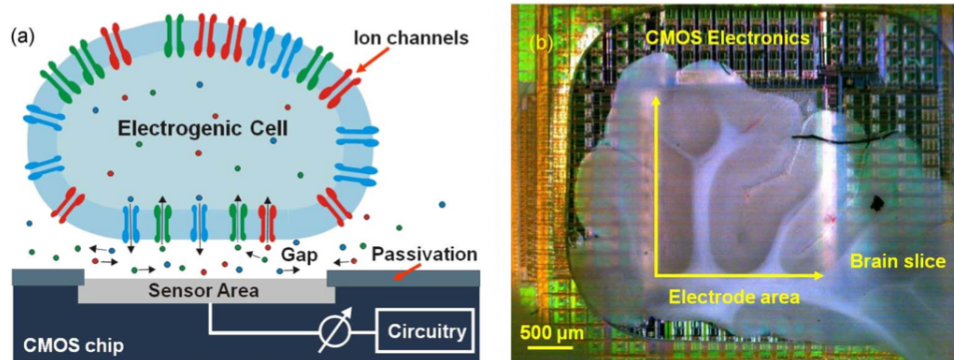 (a)
Ion channels
Electrogenic Cell
Gap
Passivation
Sensor Area
CMOS chip
Circuitry
(b)
CMOS Electronics
Brain slice
Electrode area
500 µm